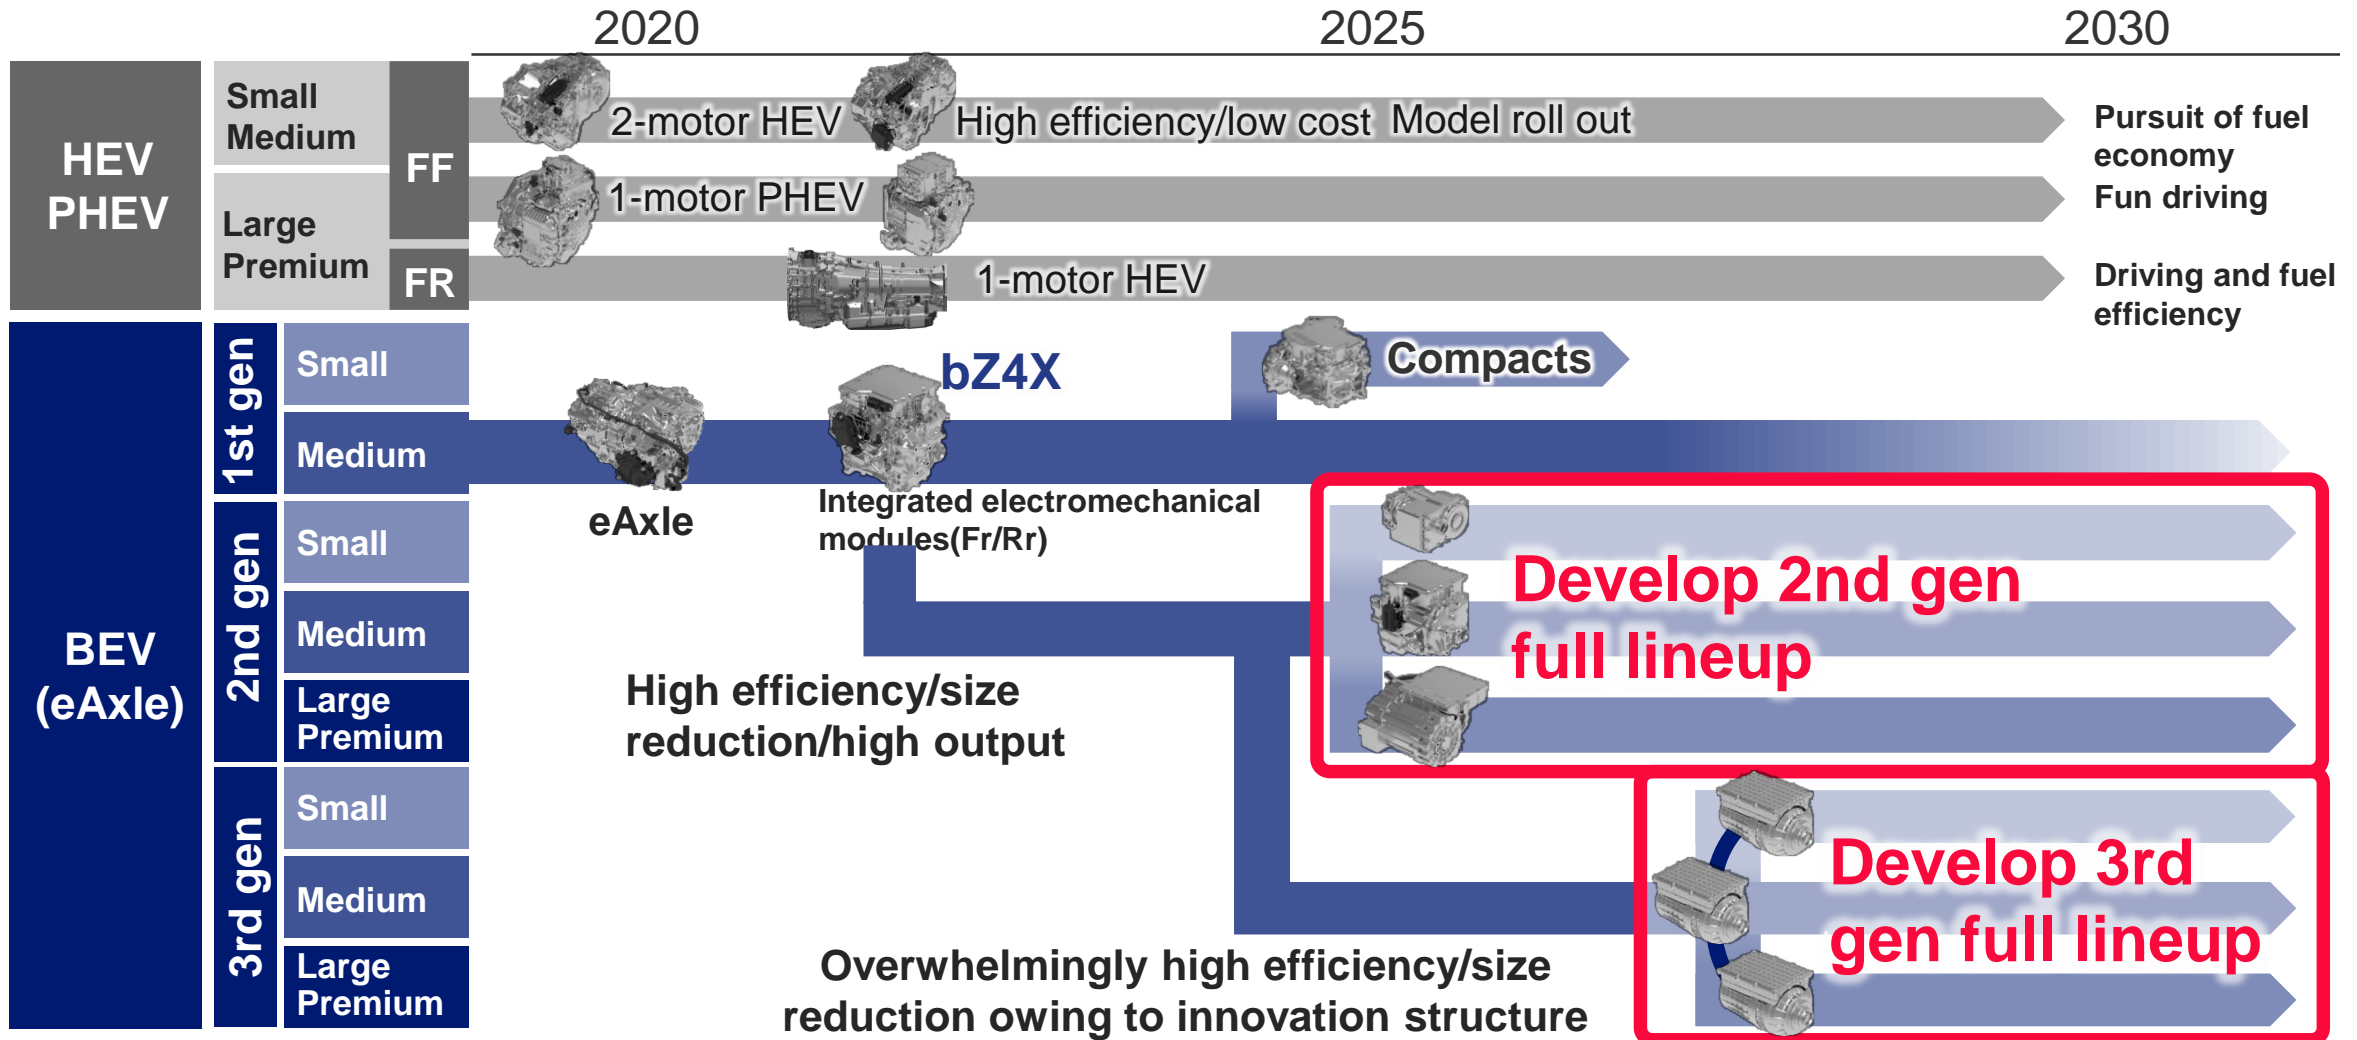 2020
2025
2030
HEV
PHEV
Small
Medium
Large
Premium
FF
FR
2-motor HEV
High efficiency/low cost
Model roll out
Pursuit of fuel
economy
1-motor PHEV
Fun driving
1-motor HEV
Driving and fuel
efficiency
BEV
(eAxle)
1st gen
Small
Medium
bZ4X
Compacts
eAxle
Integrated electromechanical
modules(Fr/Rr)
2nd gen
Small
Medium
Large
Premium
High efficiency/size
reduction/high output
Develop 2nd gen
full lineup
3rd gen
Small
Medium
Large
Premium
Overwhelmingly high efficiency/size
reduction owing to innovation structure
Develop 3rd
gen full lineup